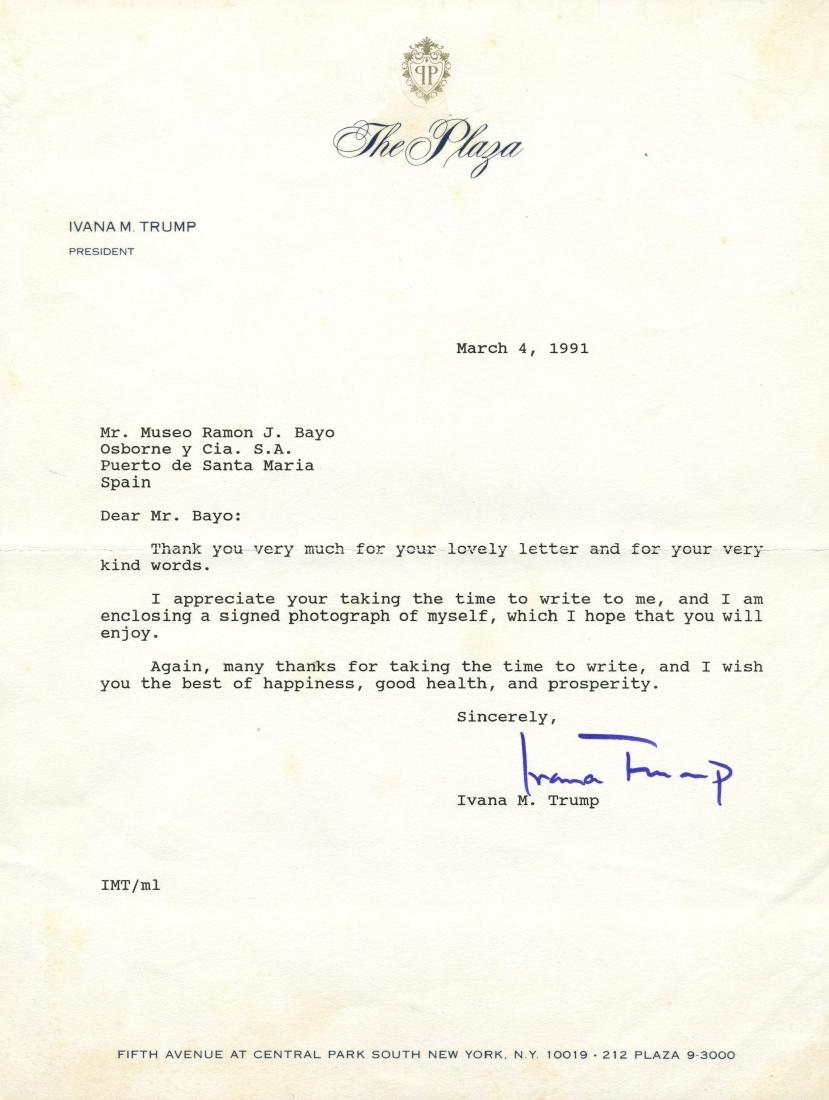 PP
The Plaza
IVANA M. TRUMP
PRESIDENT
March 4, 1991
Mr. Museo Ramon J. Bayo
Osborne y Cia. S.A.
Puerto de Santa Maria
Spain
Dear Mr. Bayo:
Thank you very much for your lovely letter and for your very
kind words.
I appreciate your taking the time to write to me, and I am
enclosing a signed photograph of myself, which I hope that you will
enjoy.
Again, many thanks for taking the time to write, and I wish
you the best of happiness, good health, and prosperity.
Sincerely,
Ivana Trump
Ivana M. Trump
IMT/ml
FIFTH AVENUE AT CENTRAL PARK SOUTH NEW YORK, N.Y. 10019 · 212 PLAZA 9-3000